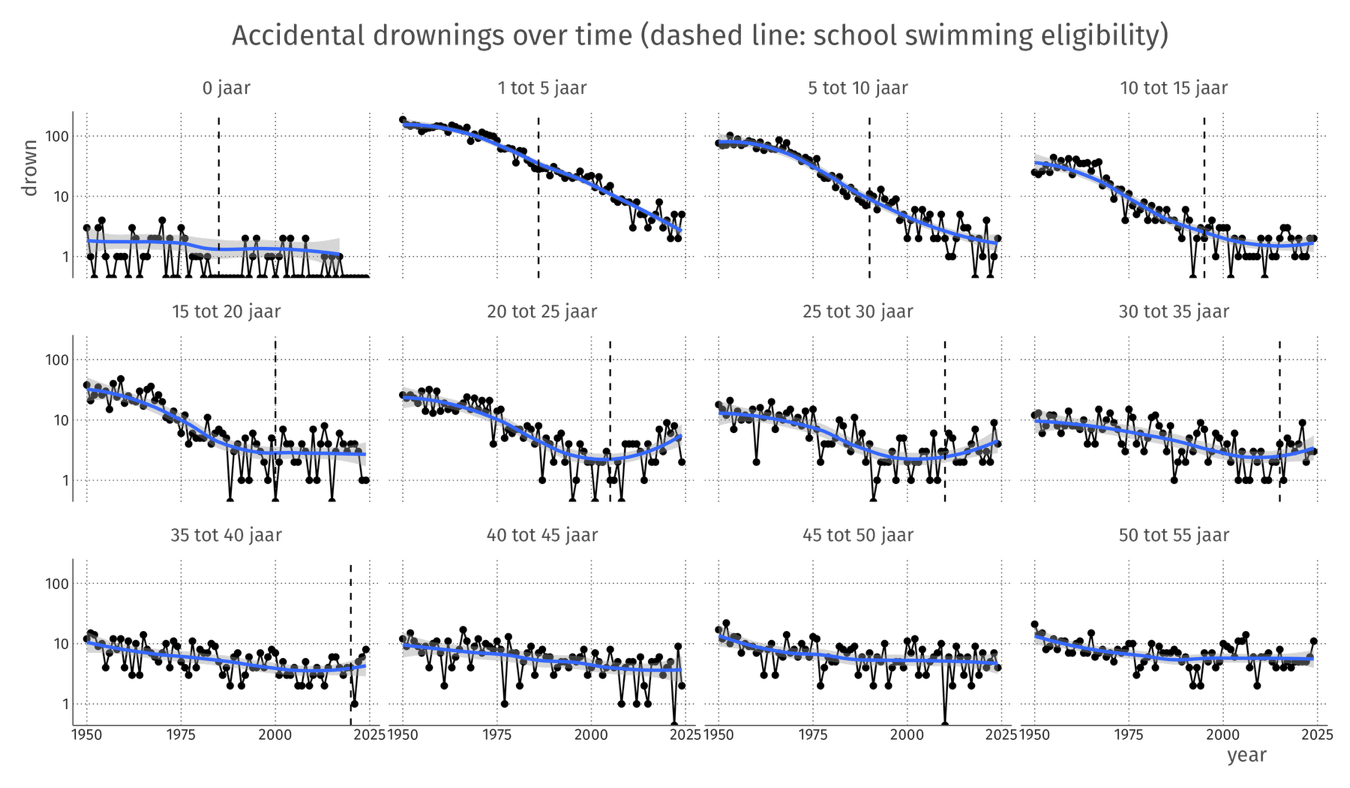 Accidental drownings over time (dashed line: school swimming eligibility)
0 jaar 1 tot 5 jaar 5 tot 10 jaar 10 tot 15 jaar
drown
100
10
1
15 tot 20 jaar 20 tot 25 jaar 25 tot 30 jaar 30 tot 35 jaar
100
10
1
35 tot 40 jaar 40 tot 45 jaar 45 tot 50 jaar 50 tot 55 jaar
100
10
1
1950 1975 2000 2025 1950 1975 2000 2025 1950 1975 2000 2025 1950 1975 2000 2025
year